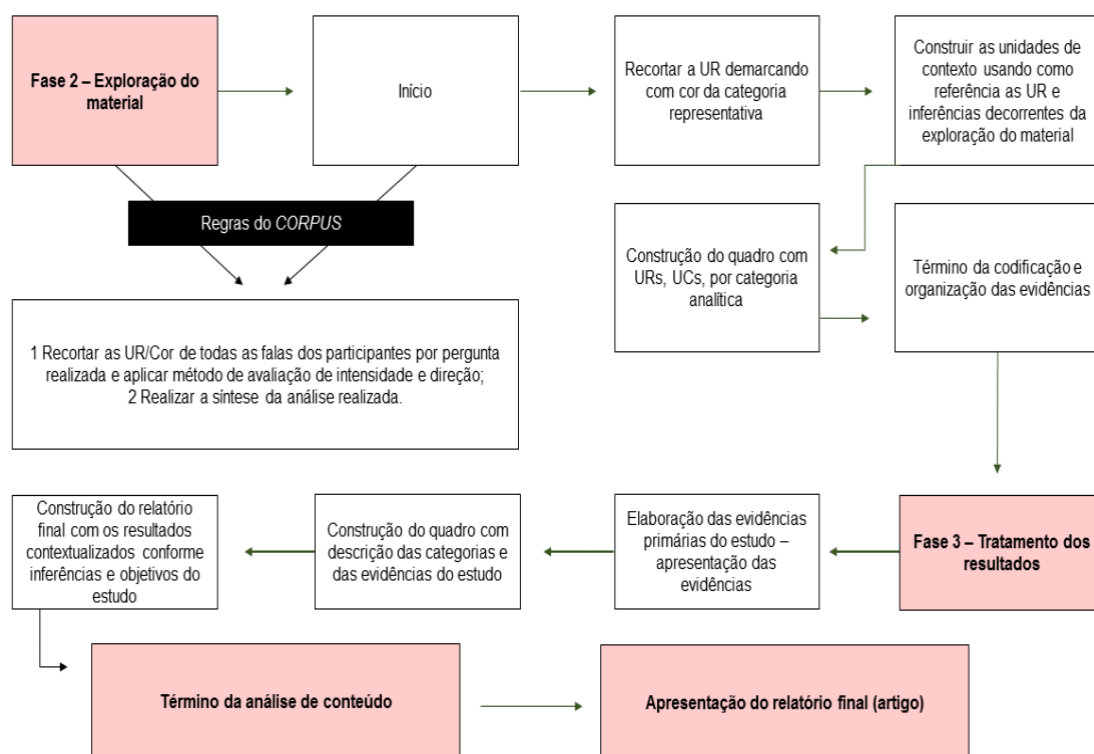 Fase 2 – Exploração do
material
Início
Recortar a UR demarcando
com cor da categoria
representativa
Construir as unidades de
contexto usando como
referência as UR e
inferências decorrentes da
exploração do material
Regras do CORPUS
1 Recortar as UR/Cor de todas as falas dos participantes por pergunta
realizada e aplicar método de avaliação de intensidade e direção;
2 Realizar a síntese da análise realizada.
Construção do quadro com
URs, UCs, por categoria
analítica
Término da codificação e
organização das evidências
Fase 3 – Tratamento dos
resultados
Elaboração das evidências
primárias do estudo –
apresentação das
evidências
Construção do quadro com
descrição das categorias e
das evidências do estudo
Construção do relatório
final com os resultados
contextualizados conforme
inferências e objetivos do
estudo
Término da análise de conteúdo
Apresentação do relatório final (artigo)